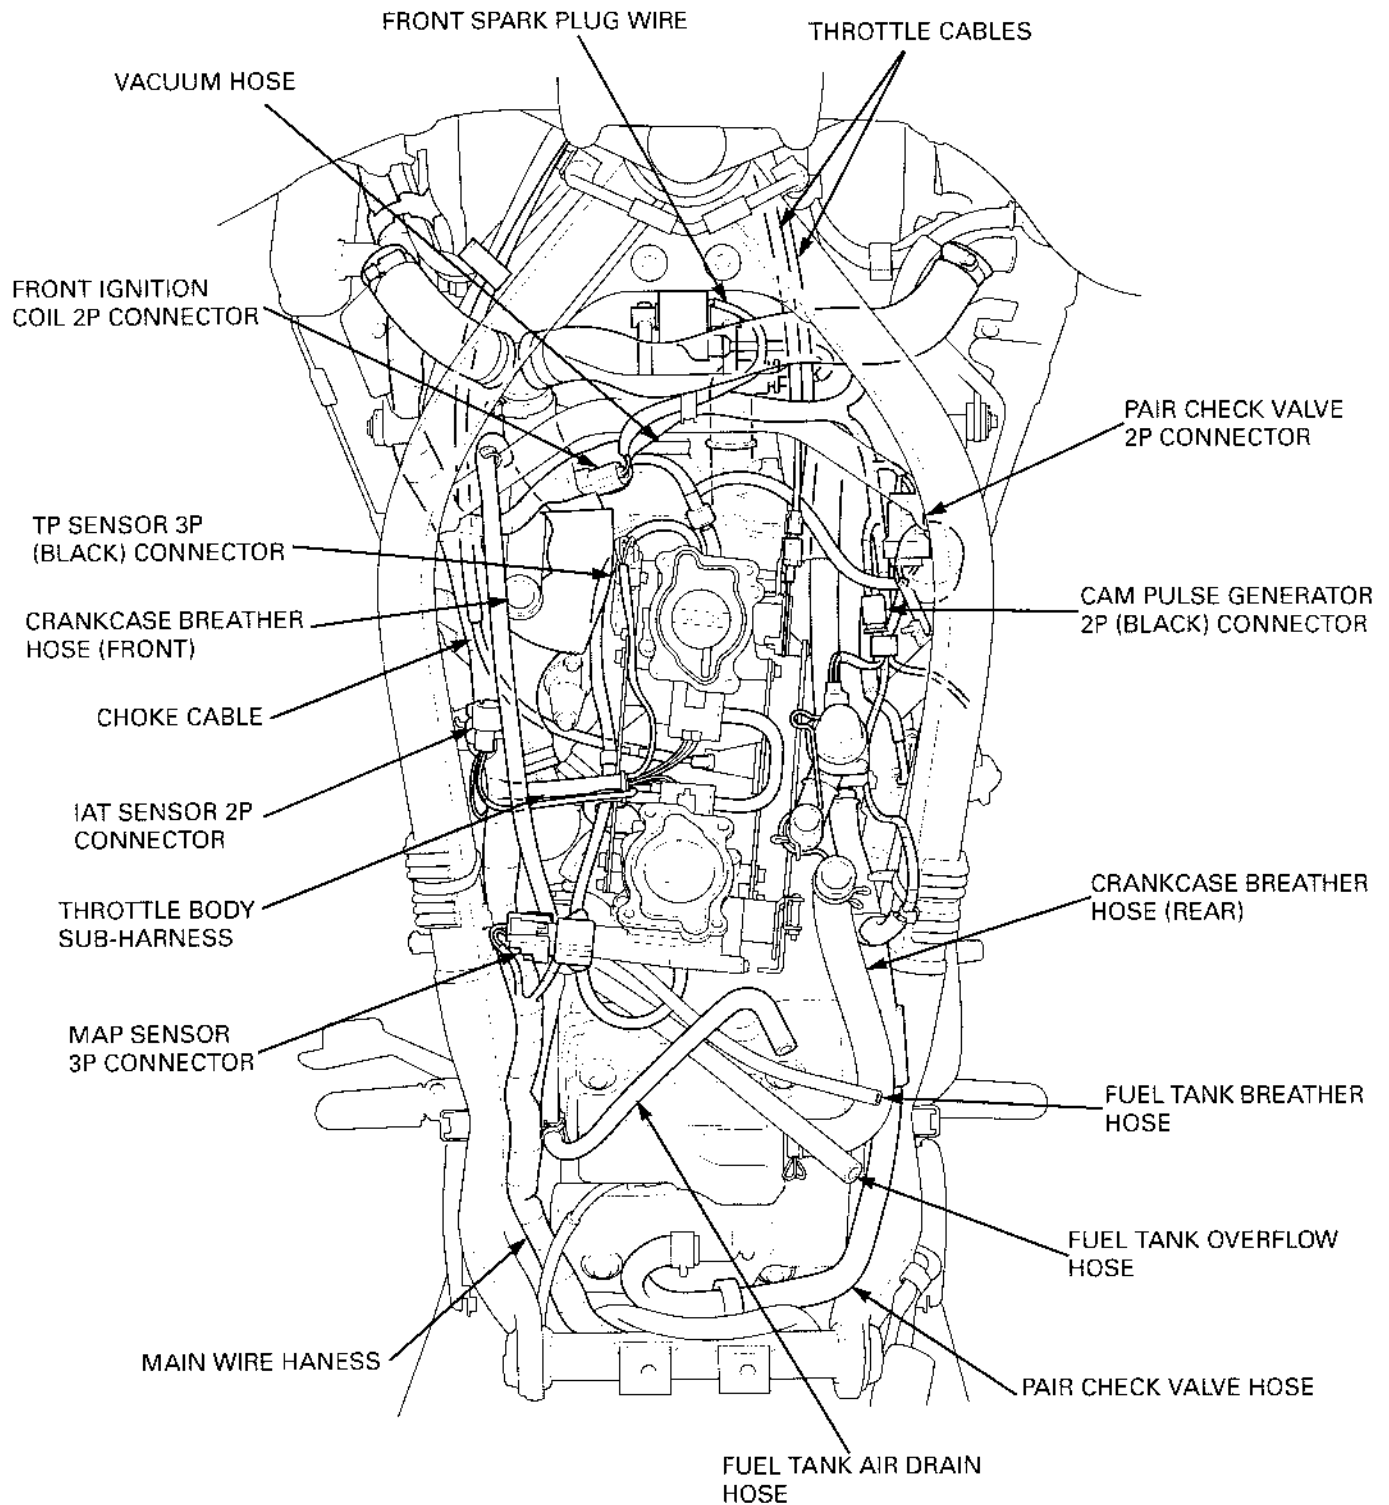 FRONT SPARK PLUG WIRE
THROTTLE CABLES
VACUUM HOSE
FRONT IGNITION
COIL 2P CONNECTOR
PAIR CHECK VALVE
2P CONNECTOR
TP SENSOR 3P
(BLACK) CONNECTOR
CAM PULSE GENERATOR
2P (BLACK) CONNECTOR
CRANKCASE BREATHER
HOSE (FRONT)
CHOKE CABLE
IAT SENSOR 2P
CONNECTOR
CRANKCASE BREATHER
HOSE (REAR)
THROTTLE BODY
SUB-HARNESS
MAP SENSOR
3P CONNECTOR
FUEL TANK BREATHER
HOSE
FUEL TANK OVERFLOW
HOSE
MAIN WIRE HANESS
PAIR CHECK VALVE HOSE
FUEL TANK AIR DRAIN
HOSE